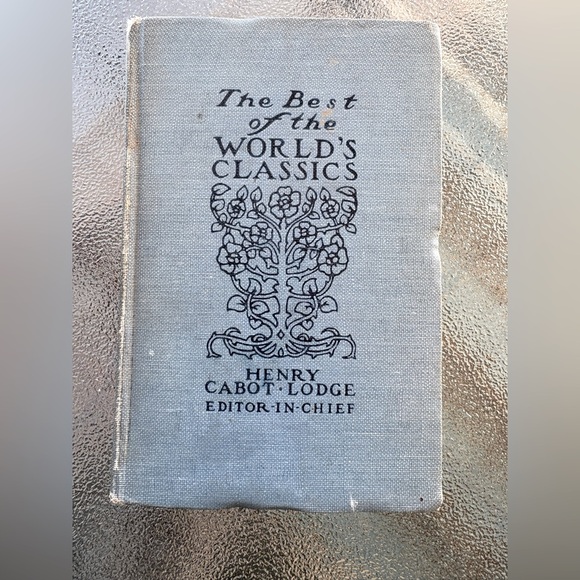 The Best
of the
WORLD'S
CLASSICS
HENRY
CABOT·LODGE
EDITOR-IN-CHIEF